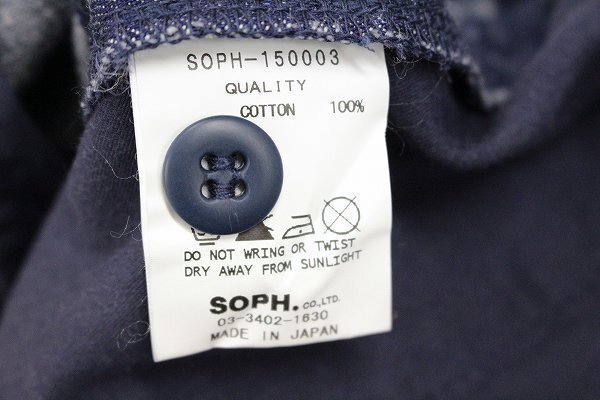 SOPH-150003
QUALITY
COTTON 100%
DO NOT WRING OR TWIST
DRY AWAY FROM SUNLIGHT
SOPH. CO.,LTD.
03-3402-1630
MADE IN JAPAN